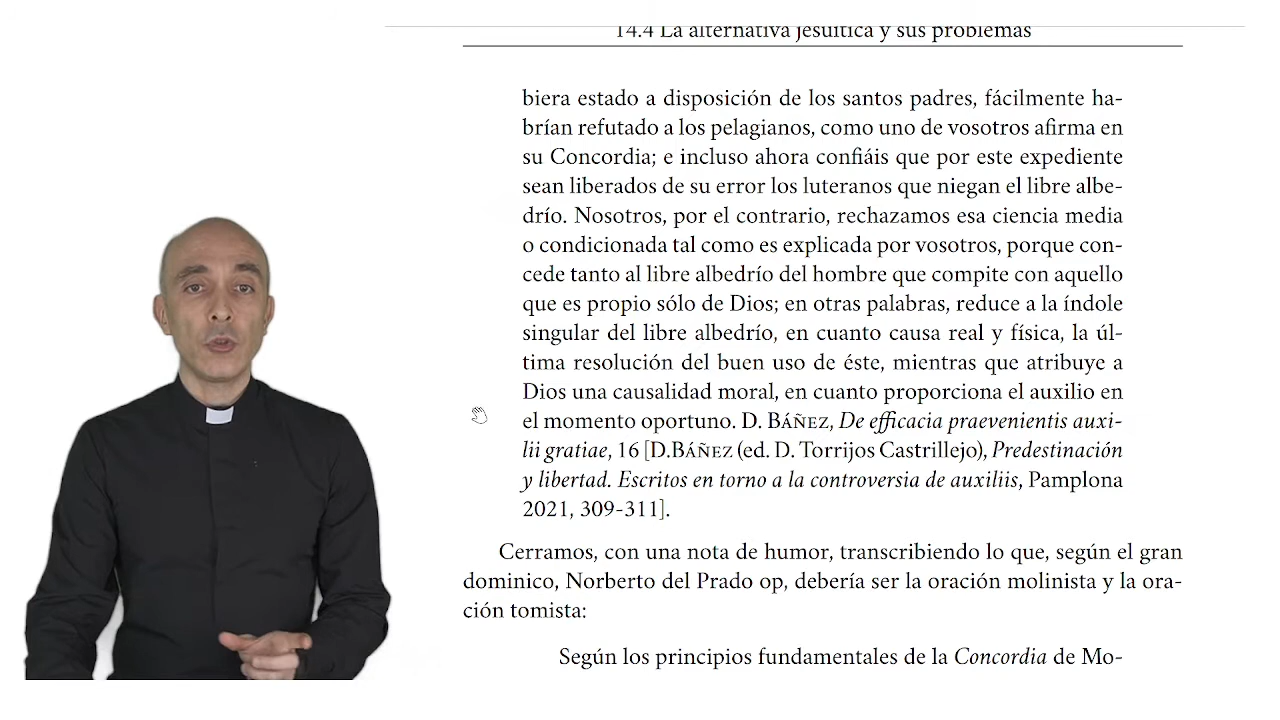 14.4 La alternativa jesuítica y sus problemas
biera estado a disposición de los santos padres, fácilmente ha-
brían refutado a los pelagianos, como uno de vosotros afirma en
su Concordia; e incluso ahora confiáis que por este expediente
sean liberados de su error los luteranos que niegan el libre albe-
drío. Nosotros, por el contrario, rechazamos esa ciencia media
o condicionada tal como es explicada por vosotros, porque con-
cede tanto al libre albedrío del hombre que compite con aquello
que es propio sólo de Dios; en otras palabras, reduce a la índole
singular del libre albedrío, en cuanto causa real y física, la úl-
tima resolución del buen uso de éste, mientras que atribuye a
Dios una causalidad moral, en cuanto proporciona el auxilio en
el momento oportuno. D. BÁÑEZ, De efficacia praevenientis auxi-
lii gratiae, 16 [D.BÁÑEZ (ed. D. Torrijos Castrillejo), Predestinación
y libertad. Escritos en torno a la controversia de auxiliis, Pamplona
2021, 309-311].
Cerramos, con una nota de humor, transcribiendo lo que, según el gran
dominico, Norberto del Prado op, debería ser la oración molinista y la ora-
ción tomista:
Según los principios fundamentales de la Concordia de Mo-